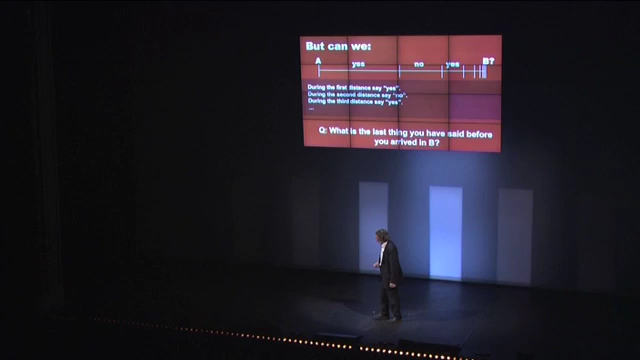 But can we:
A yes no yes B?
During the first distance say "yes".
During the second distance say "no".
During the third distance say "yes".
...
Q: What is the last thing you have said before
you arrived in B?